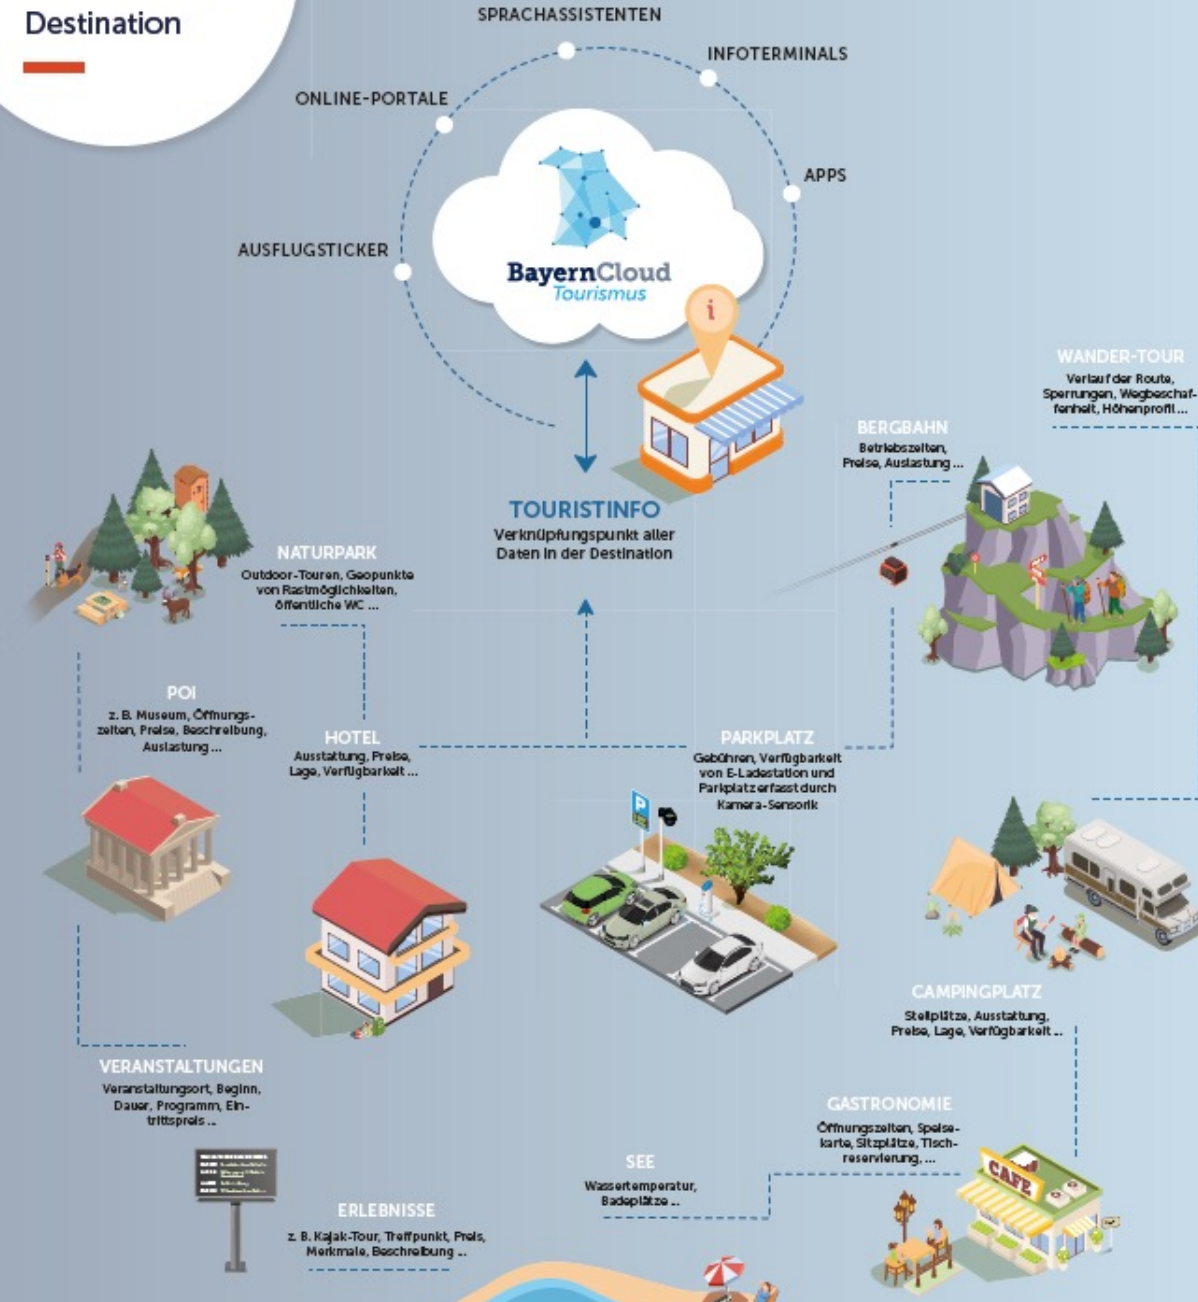 Destination
SPRACHASSISTENTEN
INFOTERMINALS
ONLINE-PORTALE
APPS
AUSFLUGSTICKER
BayernCloud
Tourismus
i
WANDER-TOUR
Verlauf der Route,
Sperrungen, Wegbeschaf-
fenheit, Höhenprofil ...
BERGBAHN
Betriebszeiten,
Preise, Auslastung ...
TOURISTINFO
Verknüpfungspunkt aller
Daten in der Destination
NATURPARK
Outdoor-Touren, Geopunkte
von Rastmöglichkeiten,
öffentliche WC ...
POI
z. B. Museum, Öffnungs-
zeiten, Preise, Beschreibung,
Auslastung ...
HOTEL
Ausstattung, Preise,
Lage, Verfügbarkeit ...
PARKPLATZ
Gebühren, Verfügbarkeit
von E-Ladestation und
Parkplatz erfasst durch
Kamera-Sensorik
P
CAMPINGPLATZ
Stellplätze, Ausstattung,
Preise, Lage, Verfügbarkeit ...
VERANSTALTUNGEN
Veranstaltungsort, Beginn,
Dauer, Programm, Ein-
trittspreis ...
GASTRONOMIE
Öffnungszeiten, Speise-
karte, Sitzplätze, Tisch-
reservierung, ...
CAFE
SEE
Wassertemperatur,
Badeplätze ...
ERLEBNISSE
z. B. Kajak-Tour, Treffpunkt, Preis,
Merkmale, Beschreibung ...